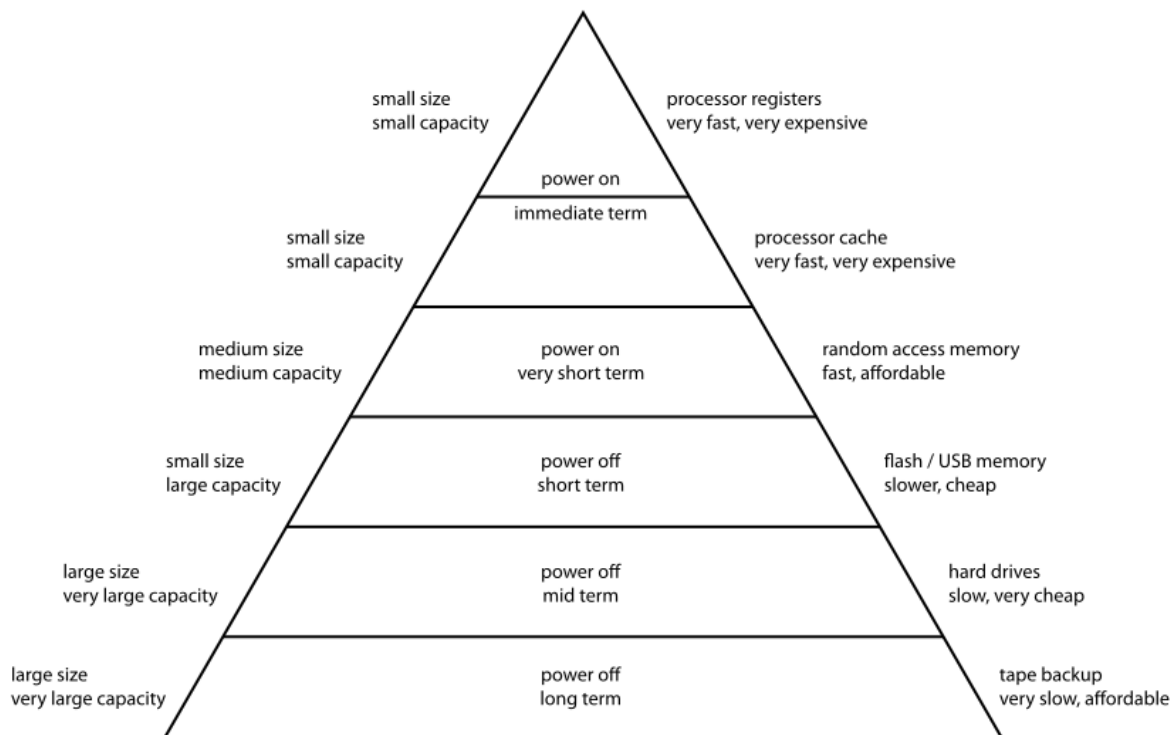 small size
small capacity
processor registers
very fast, very expensive
power on
immediate term
small size
small capacity
processor cache
very fast, very expensive
medium size
medium capacity
power on
very short term
random access memory
fast, affordable
small size
large capacity
power off
short term
flash / USB memory
slower, cheap
large size
very large capacity
power off
mid term
hard drives
slow, very cheap
large size
very large capacity
power off
long term
tape backup
very slow, affordable